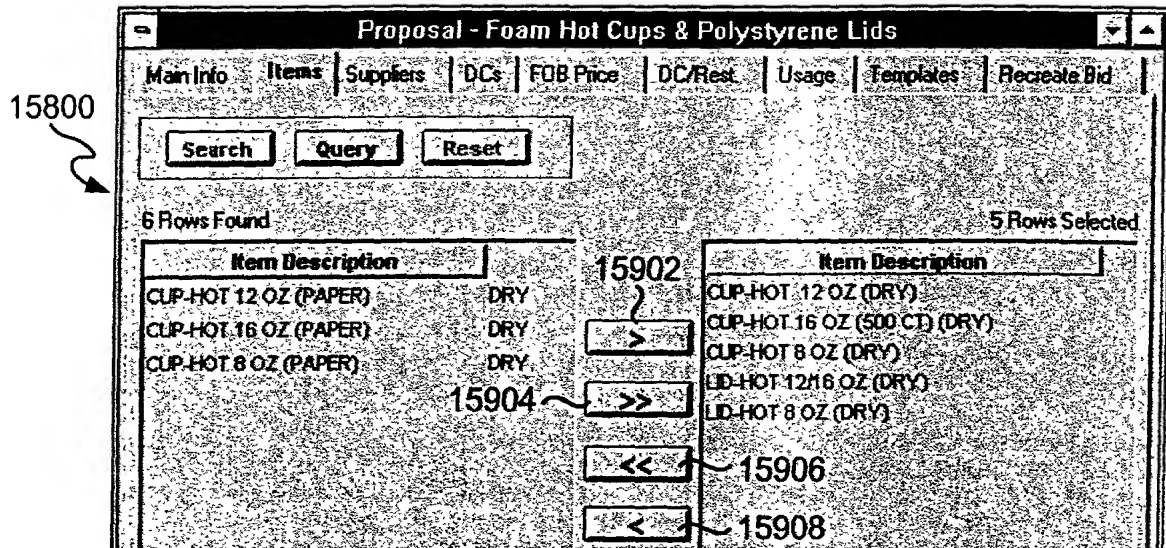 Proposal - Foam Hot Cups & Polystyrene Lids
Main Info Items Suppliers DCs FOB Price DC/Rest. Usage Templates Recreate Bid
15800
Search Query Reset
6 Rows Found 5 Rows Selected
Item Description Item Description
15902
CUP-HOT 12 OZ (PAPER) DRY CUP-HOT 12 OZ (DRY)
CUP-HOT 16 OZ (PAPER) DRY > CUP-HOT 16 OZ (500 CT) (DRY)
CUP-HOT 8 OZ (PAPER) DRY CUP-HOT 8 OZ (DRY)
LID-HOT 12/16 OZ (DRY)
15904 >> LID-HOT 8 OZ (DRY)
<< 15906
< 15908